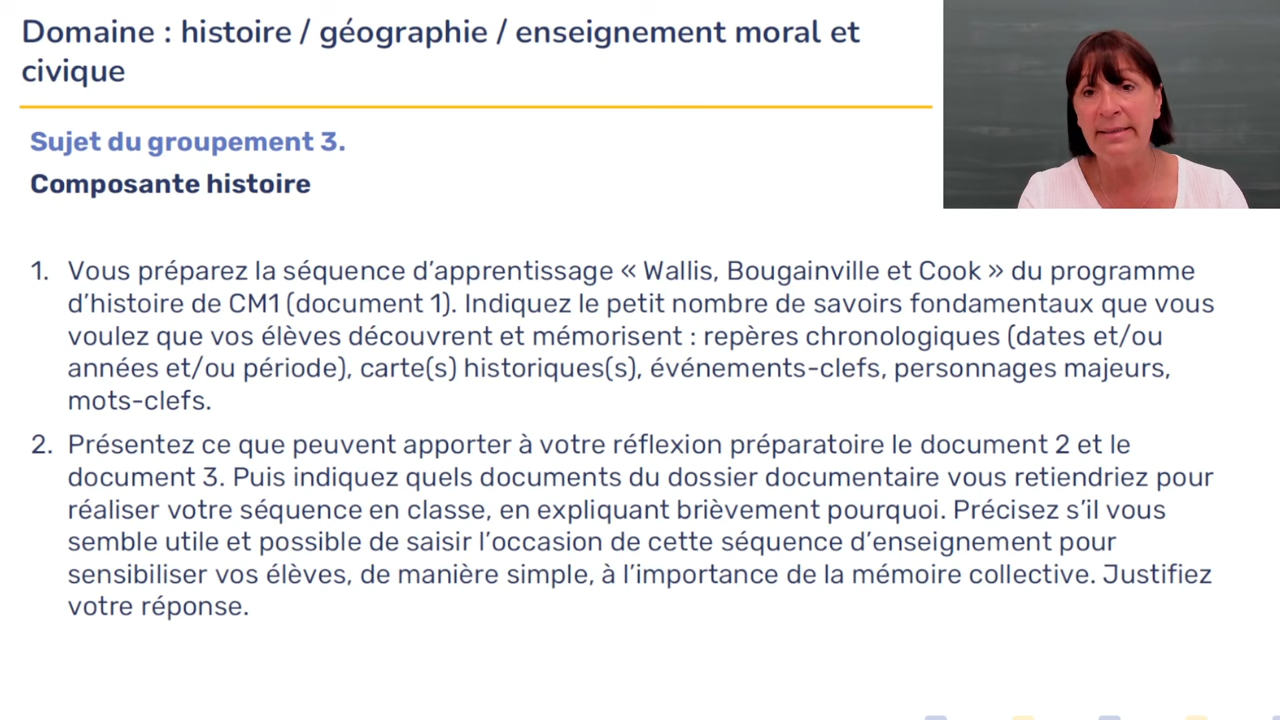 Domaine : histoire / géographie / enseignement moral et
civique
Sujet du groupement 3.
Composante histoire
1. Vous préparez la séquence d’apprentissage « Wallis, Bougainville et Cook » du programme
d’histoire de CM1 (document 1). Indiquez le petit nombre de savoirs fondamentaux que vous
voulez que vos élèves découvrent et mémorisent : repères chronologiques (dates et/ou
années et/ou période), carte(s) historiques(s), événements-clefs, personnages majeurs,
mots-clefs.
2. Présentez ce que peuvent apporter à votre réflexion préparatoire le document 2 et le
document 3. Puis indiquez quels documents du dossier documentaire vous retiendriez pour
réaliser votre séquence en classe, en expliquant brièvement pourquoi. Précisez s’il vous
semble utile et possible de saisir l’occasion de cette séquence d’enseignement pour
sensibiliser vos élèves, de manière simple, à l’importance de la mémoire collective. Justifiez
votre réponse.